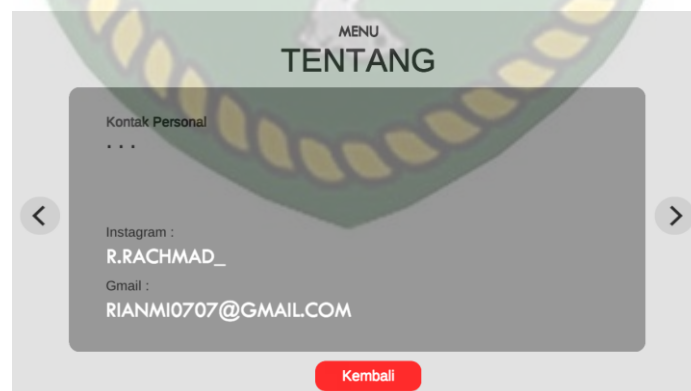 MENU
TENTANG
Kontak Personal
. . .
Instagram :
R.RACHMAD_
Gmail :
RIANMI0707@GMAIL.COM
Kembali